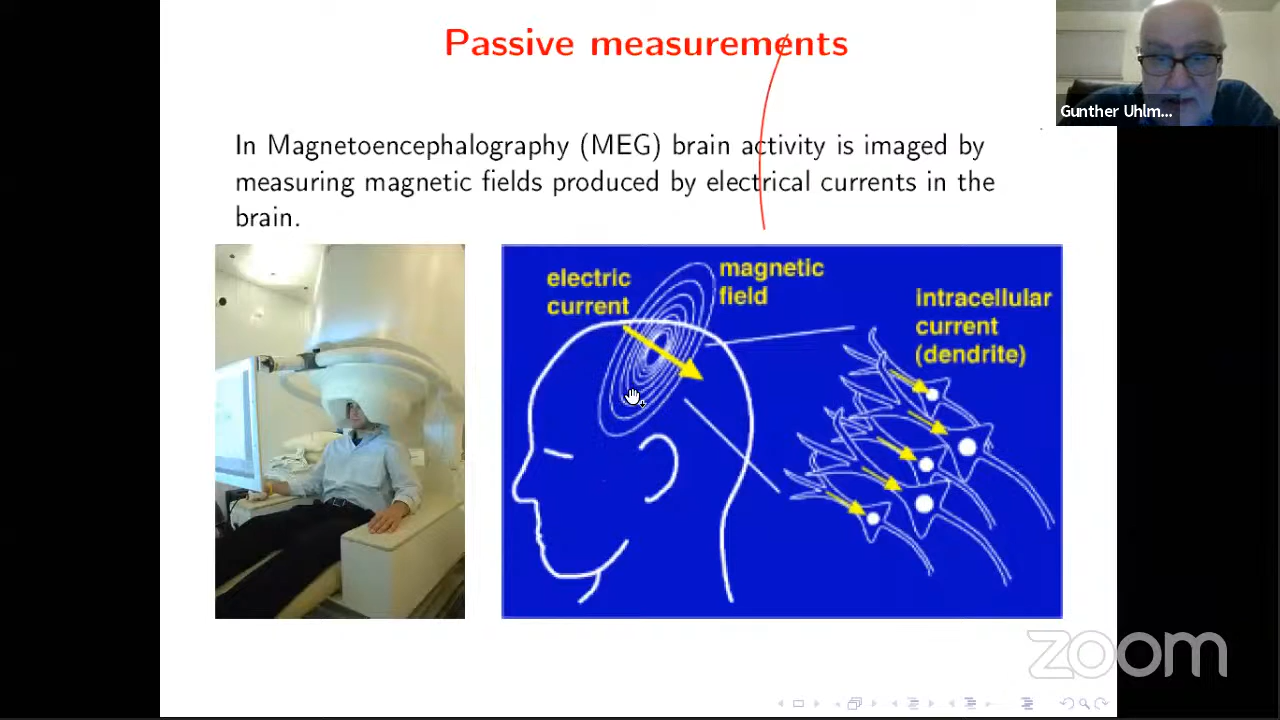 Passive measurements
Gunther Uhlm...
In Magnetoencephalography (MEG) brain activity is imaged by
measuring magnetic fields produced by electrical currents in the
brain.
electric
current
magnetic
field
intracellular
current
(dendrite)
zoom